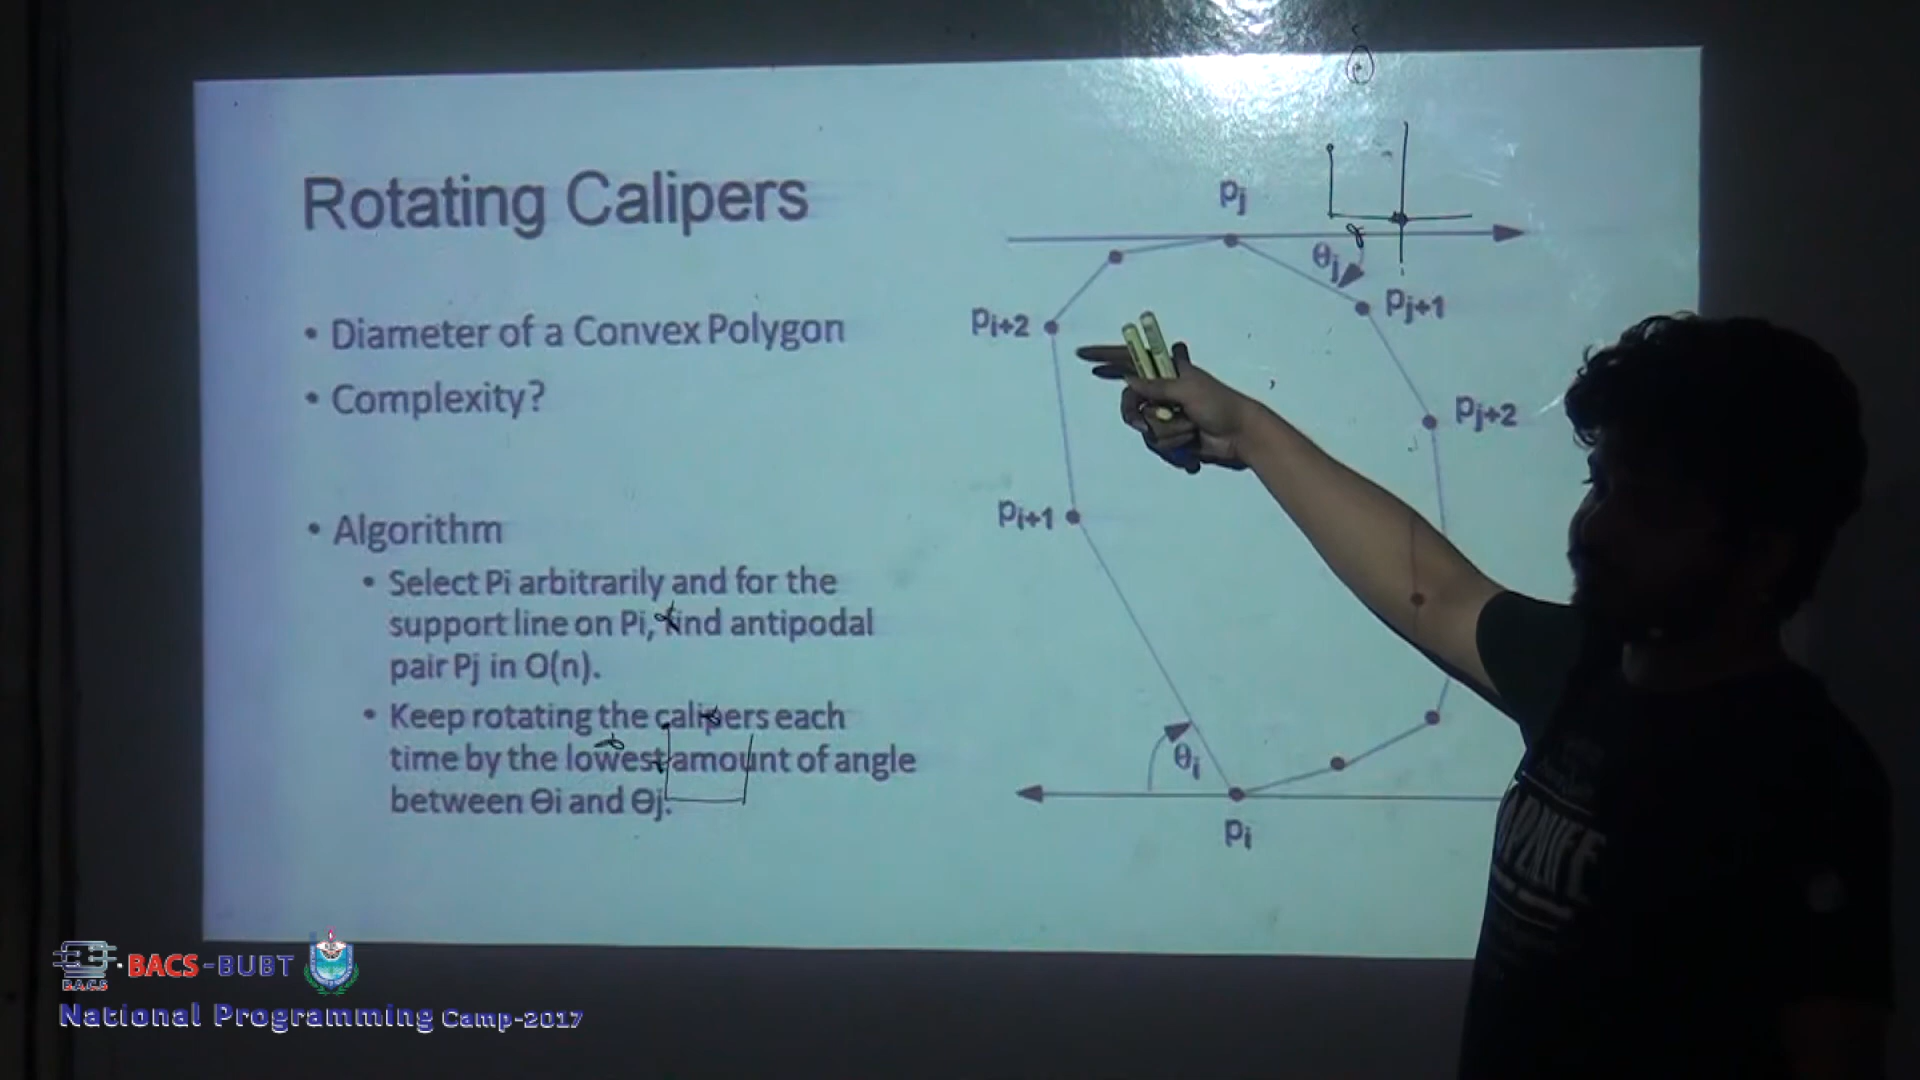 Rotating Calipers
• Diameter of a Convex Polygon
• Complexity?
• Algorithm
• Select Pi arbitrarily and for the
support line on Pi, find antipodal
pair Pj in O(n).
• Keep rotating the calipers each
time by the lowest amount of angle
between Θi and Θj.
pj
θj
pj+1
pi+2
pj+2
pi+1
θi
pi
BACS-BUBT
B.A.C.S
National Programming Camp-2017